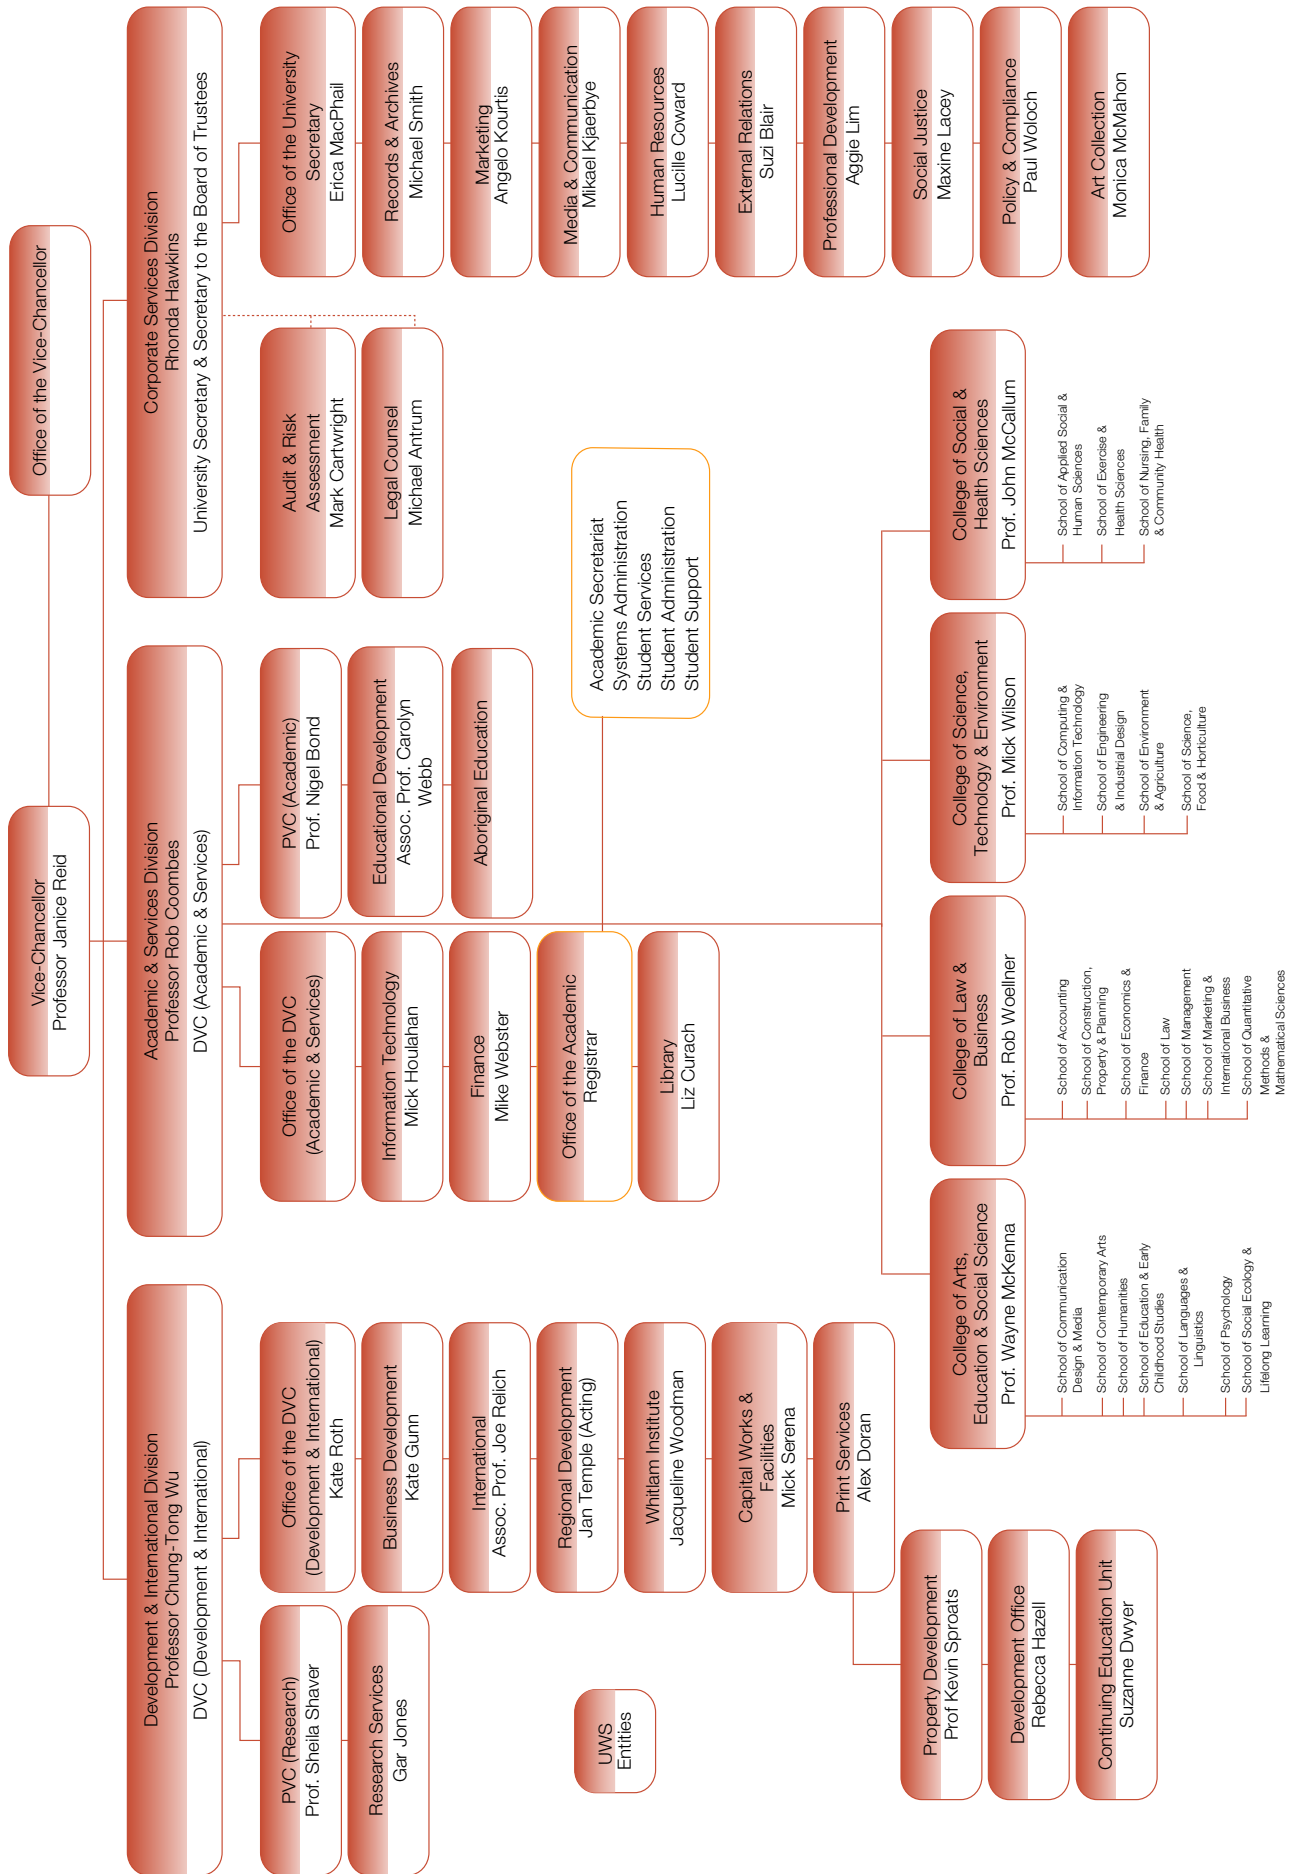 Vice-Chancellor
Professor Janice Reid
Office of the Vice-Chancellor
Development & International Division
Professor Chung-Tong Wu
DVC (Development & International)
Academic & Services Division
Professor Rob Coombes
DVC (Academic & Services)
Corporate Services Division
Rhonda Hawkins
University Secretary & Secretary to the Board of Trustees
PVC (Research)
Prof. Sheila Shaver
Research Services
Gar Jones
UWS
Entities
Office of the DVC
(Development & International)
Kate Roth
Business Development
Kate Gunn
International
Assoc. Prof. Joe Relich
Regional Development
Jan Temple (Acting)
Whitlam Institute
Jacqueline Woodman
Capital Works &
Facilities
Mick Serena
Print Services
Alex Doran
Property Development
Prof Kevin Sproats
Development Office
Rebecca Hazell
Continuing Education Unit
Suzanne Dwyer
Office of the DVC
(Academic & Services)
Information Technology
Mick Houlahan
Finance
Mike Webster
Office of the Academic
Registrar
Library
Liz Curach
PVC (Academic)
Prof. Nigel Bond
Educational Development
Assoc. Prof. Carolyn
Webb
Aboriginal Education
Academic Secretariat
Systems Administration
Student Services
Student Administration
Student Support
Audit & Risk
Assessment
Mark Cartwright
Legal Counsel
Michael Antrum
Office of the University
Secretary
Erica MacPhail
Records & Archives
Michael Smith
Marketing
Angelo Kourtis
Media & Communication
Mikael Kjaerbye
Human Resources
Lucille Coward
External Relations
Suzi Blair
Professional Development
Aggie Lim
Social Justice
Maxine Lacey
Policy & Compliance
Paul Woloch
Art Collection
Monica McMahon
College of Arts,
Education & Social Science
Prof. Wayne McKenna
School of Communication
Design & Media
School of Contemporary Arts
School of Humanities
School of Education & Early
Childhood Studies
School of Languages &
Linguistics
School of Psychology
School of Social Ecology &
Lifelong Learning
College of Law &
Business
Prof. Rob Woellner
School of Accounting
School of Construction,
Property & Planning
School of Economics &
Finance
School of Law
School of Management
School of Marketing &
International Business
School of Quantitative
Methods &
Mathematical Sciences
College of Science,
Technology & Environment
Prof. Mick Wilson
School of Computing &
Information Technology
School of Engineering
& Industrial Design
School of Environment
& Agriculture
School of Science,
Food & Horticulture
College of Social &
Health Sciences
Prof. John McCallum
School of Applied Social &
Human Sciences
School of Exercise &
Health Sciences
School of Nursing, Family
& Community Health